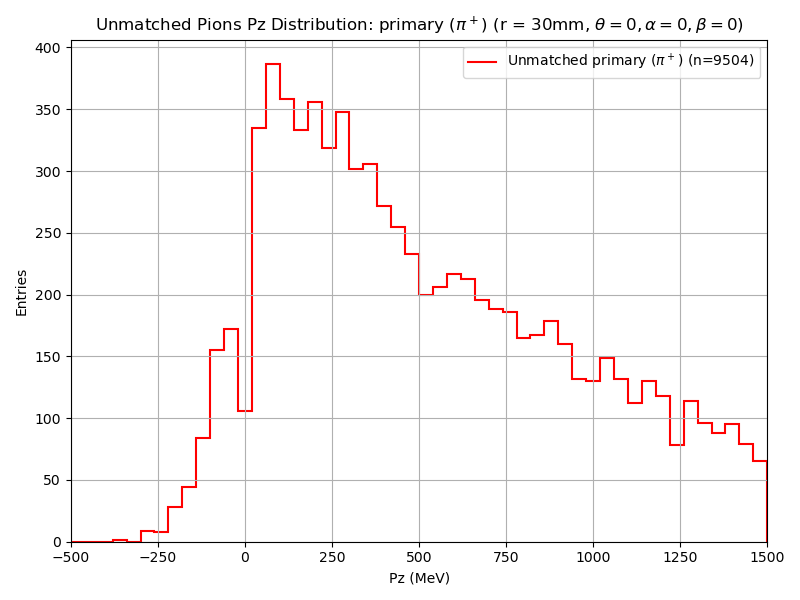 Unmatched Pions Pz Distribution: primary (π⁺) (r = 30mm, θ = 0, α = 0, β = 0)
Unmatched primary (π⁺) (n=9504)
400
350
300
250
200
150
100
50
0
Entries
−500 −250 0 250 500 750 1000 1250 1500
Pz (MeV)